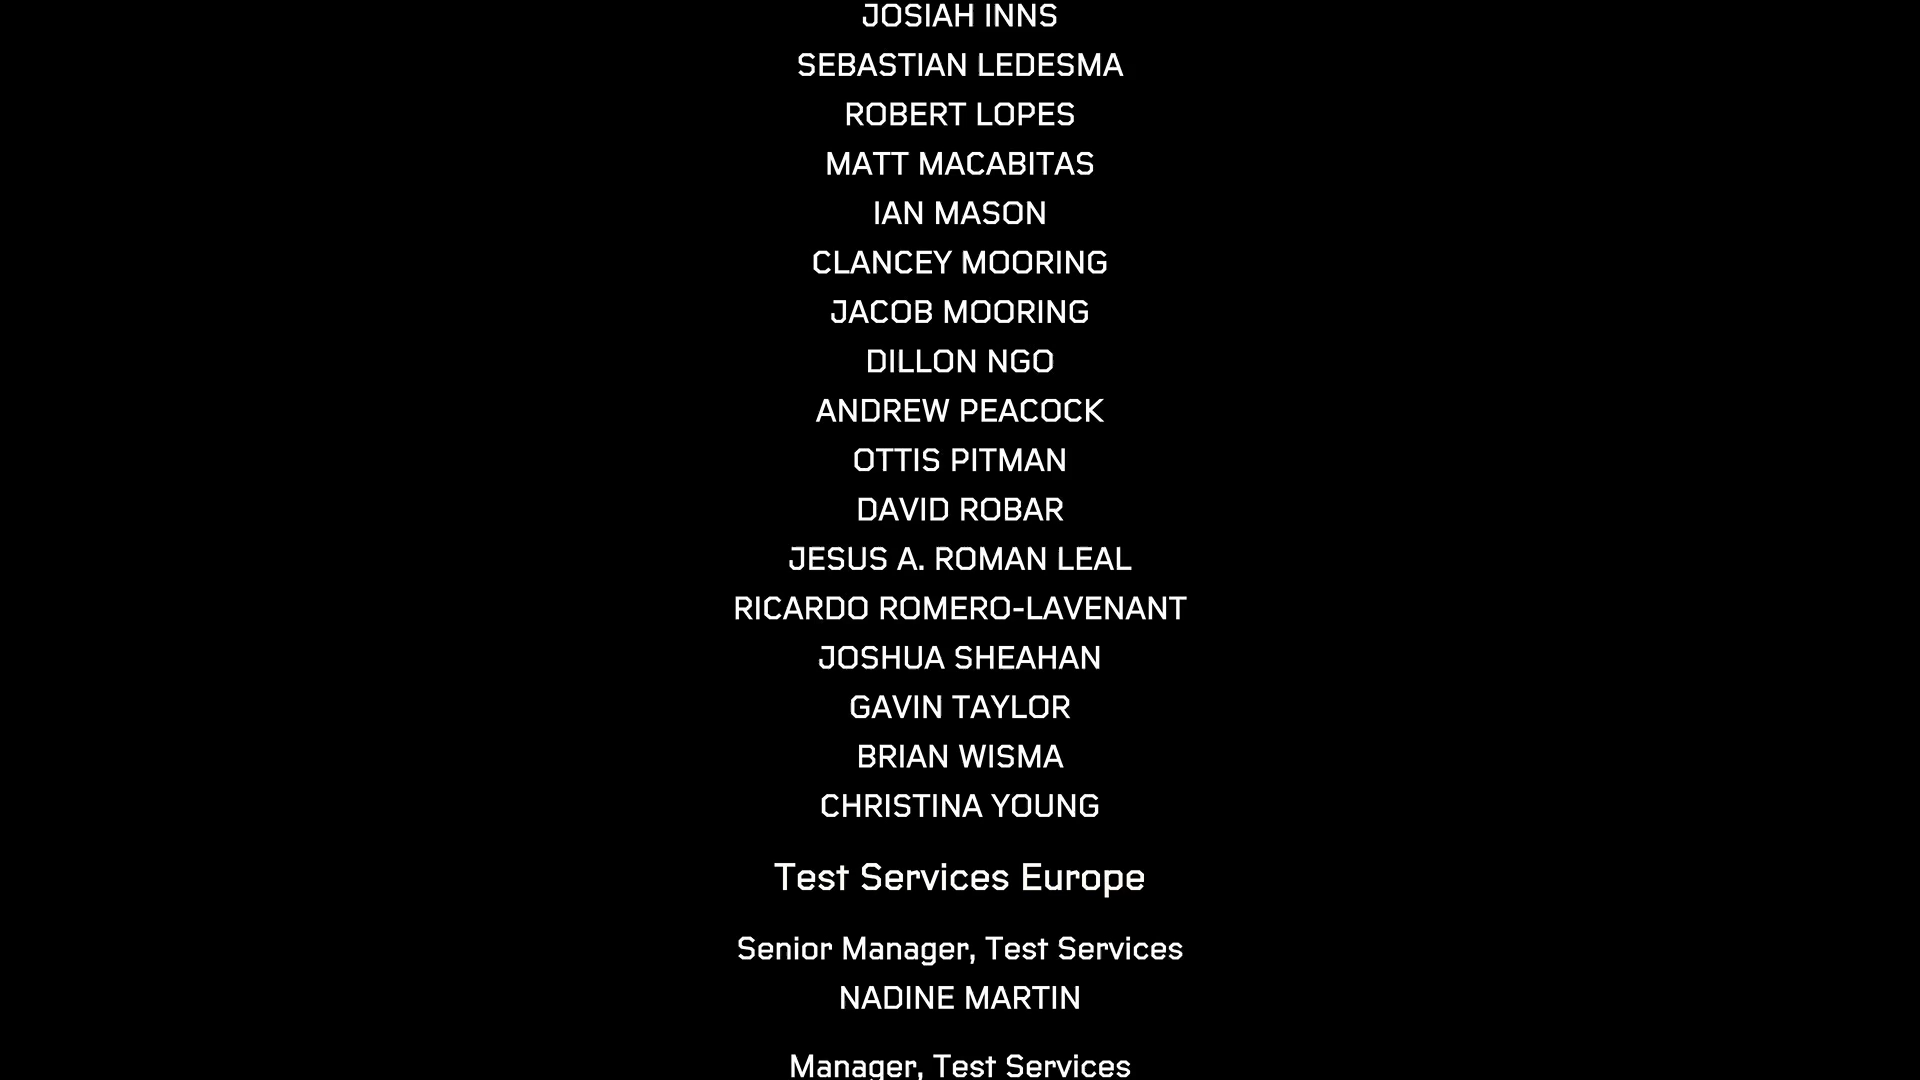 JOSIAH INNS
SEBASTIAN LEDESMA
ROBERT LOPES
MATT MACABITAS
IAN MASON
CLANCEY MOORING
JACOB MOORING
DILLON NGO
ANDREW PEACOCK
OTTIS PITMAN
DAVID ROBAR
JESUS A. ROMAN LEAL
RICARDO ROMERO-LAVENANT
JOSHUA SHEAHAN
GAVIN TAYLOR
BRIAN WISMA
CHRISTINA YOUNG
Test Services Europe
Senior Manager, Test Services
NADINE MARTIN
Manager, Test Services